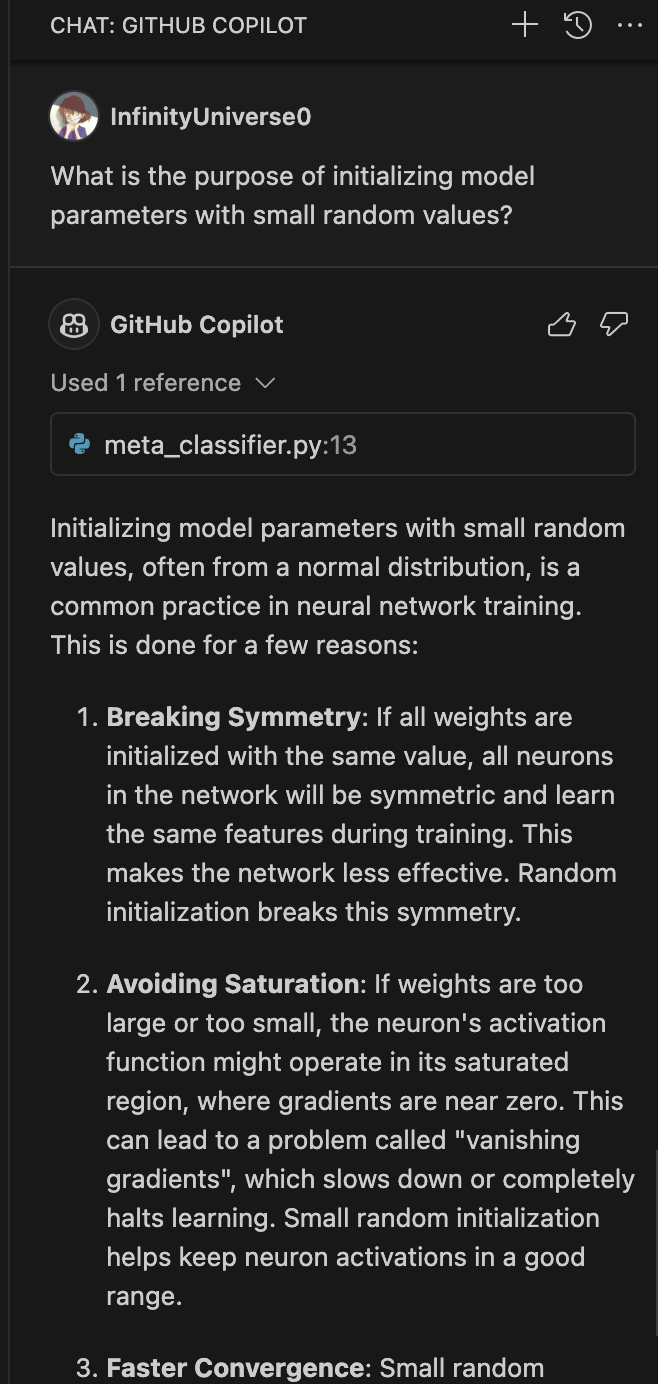 CHAT: GITHUB COPILOT
InfinityUniverse0
What is the purpose of initializing model
parameters with small random values?
GitHub Copilot
Used 1 reference
meta_classifier.py:13
Initializing model parameters with small random
values, often from a normal distribution, is a
common practice in neural network training.
This is done for a few reasons:
1. Breaking Symmetry: If all weights are
initialized with the same value, all neurons
in the network will be symmetric and learn
the same features during training. This
makes the network less effective. Random
initialization breaks this symmetry.
2. Avoiding Saturation: If weights are too
large or too small, the neuron's activation
function might operate in its saturated
region, where gradients are near zero. This
can lead to a problem called "vanishing
gradients", which slows down or completely
halts learning. Small random initialization
helps keep neuron activations in a good
range.
3. Faster Convergence: Small random